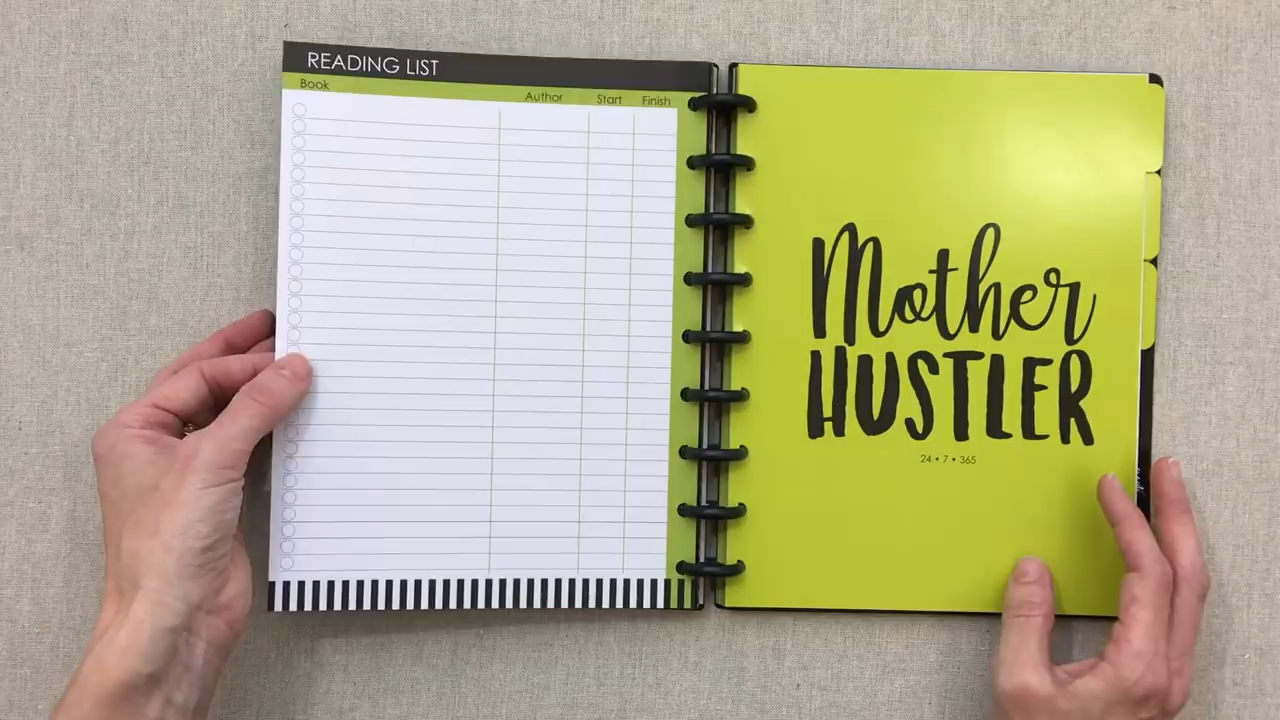 READING LIST
Book Author Start Finish
Mother
HUSTLER
24 • 7 • 365